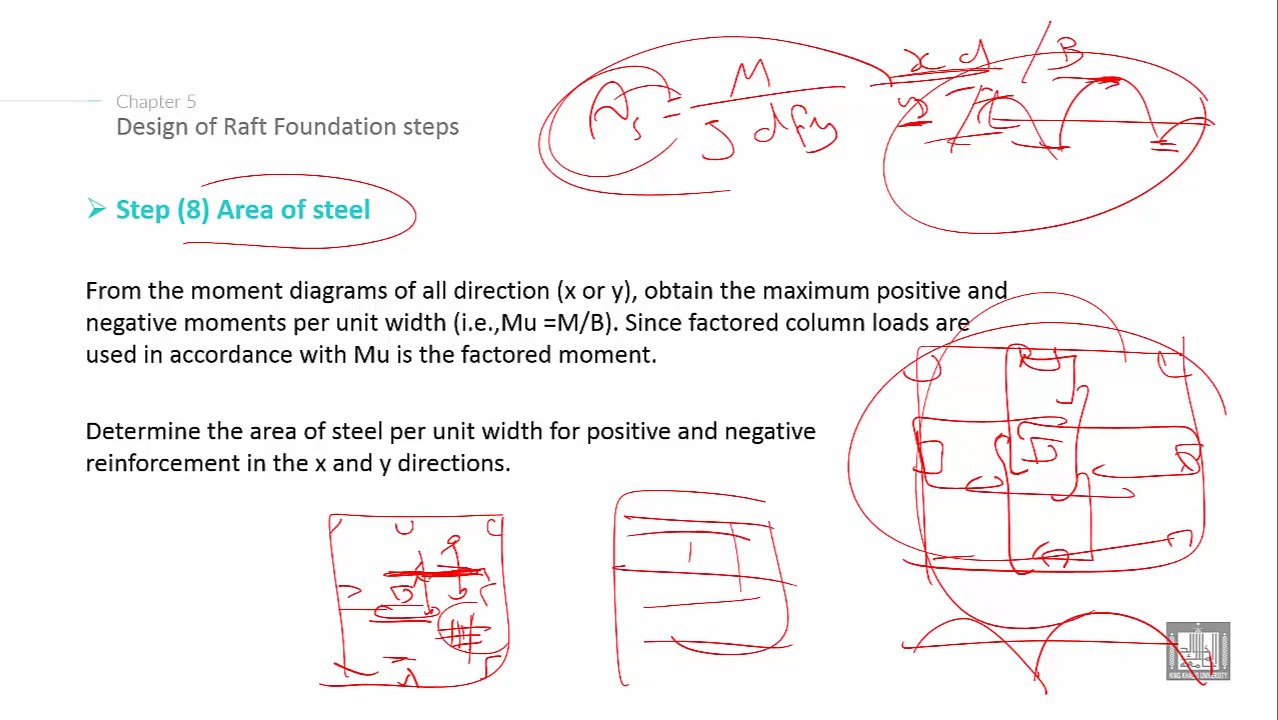 Chapter 5
Design of Raft Foundation steps
As = M / J d fy
x d / B
➢ Step (8) Area of steel
From the moment diagrams of all direction (x or y), obtain the maximum positive and
negative moments per unit width (i.e.,Mu =M/B). Since factored column loads are
used in accordance with Mu is the factored moment.
Determine the area of steel per unit width for positive and negative
reinforcement in the x and y directions.
KING KHALID UNIVERSITY